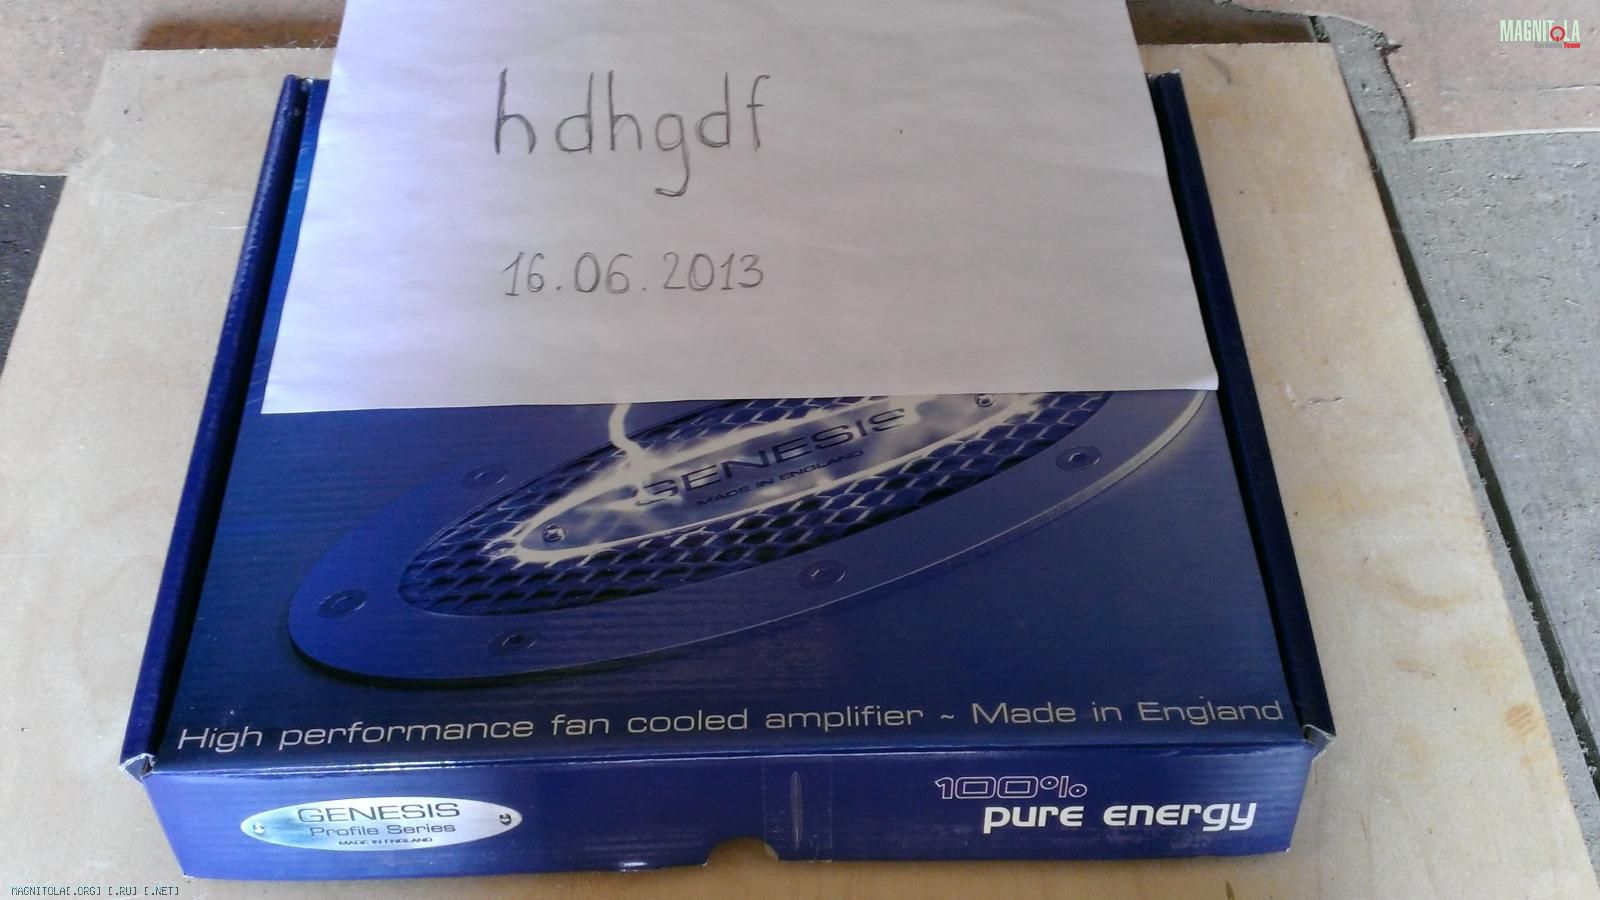 MAGNITOLA
Team
hdhgdf
16.06.2013
GENESIS
MADE IN ENGLAND
High performance fan cooled amplifier ~ Made in England
GENESIS
Profile Series
MADE IN ENGLAND
100%
pure energy
MAGNITOLA[.ORG] [.RU] [.NET]